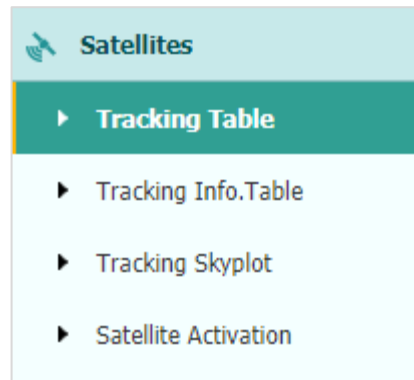 Satellites
Tracking Table
Tracking Info.Table
Tracking Skyplot
Satellite Activation